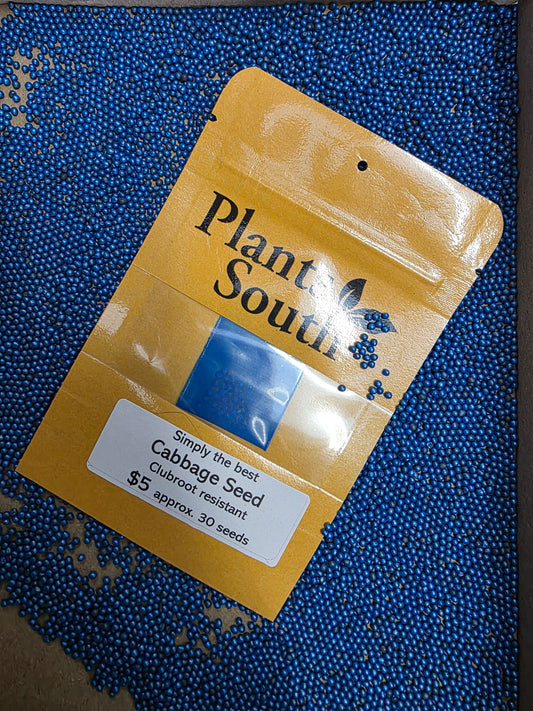 Plants
South
Simply the best
Cabbage Seed
Clubroot resistant
$5 approx. 30 seeds